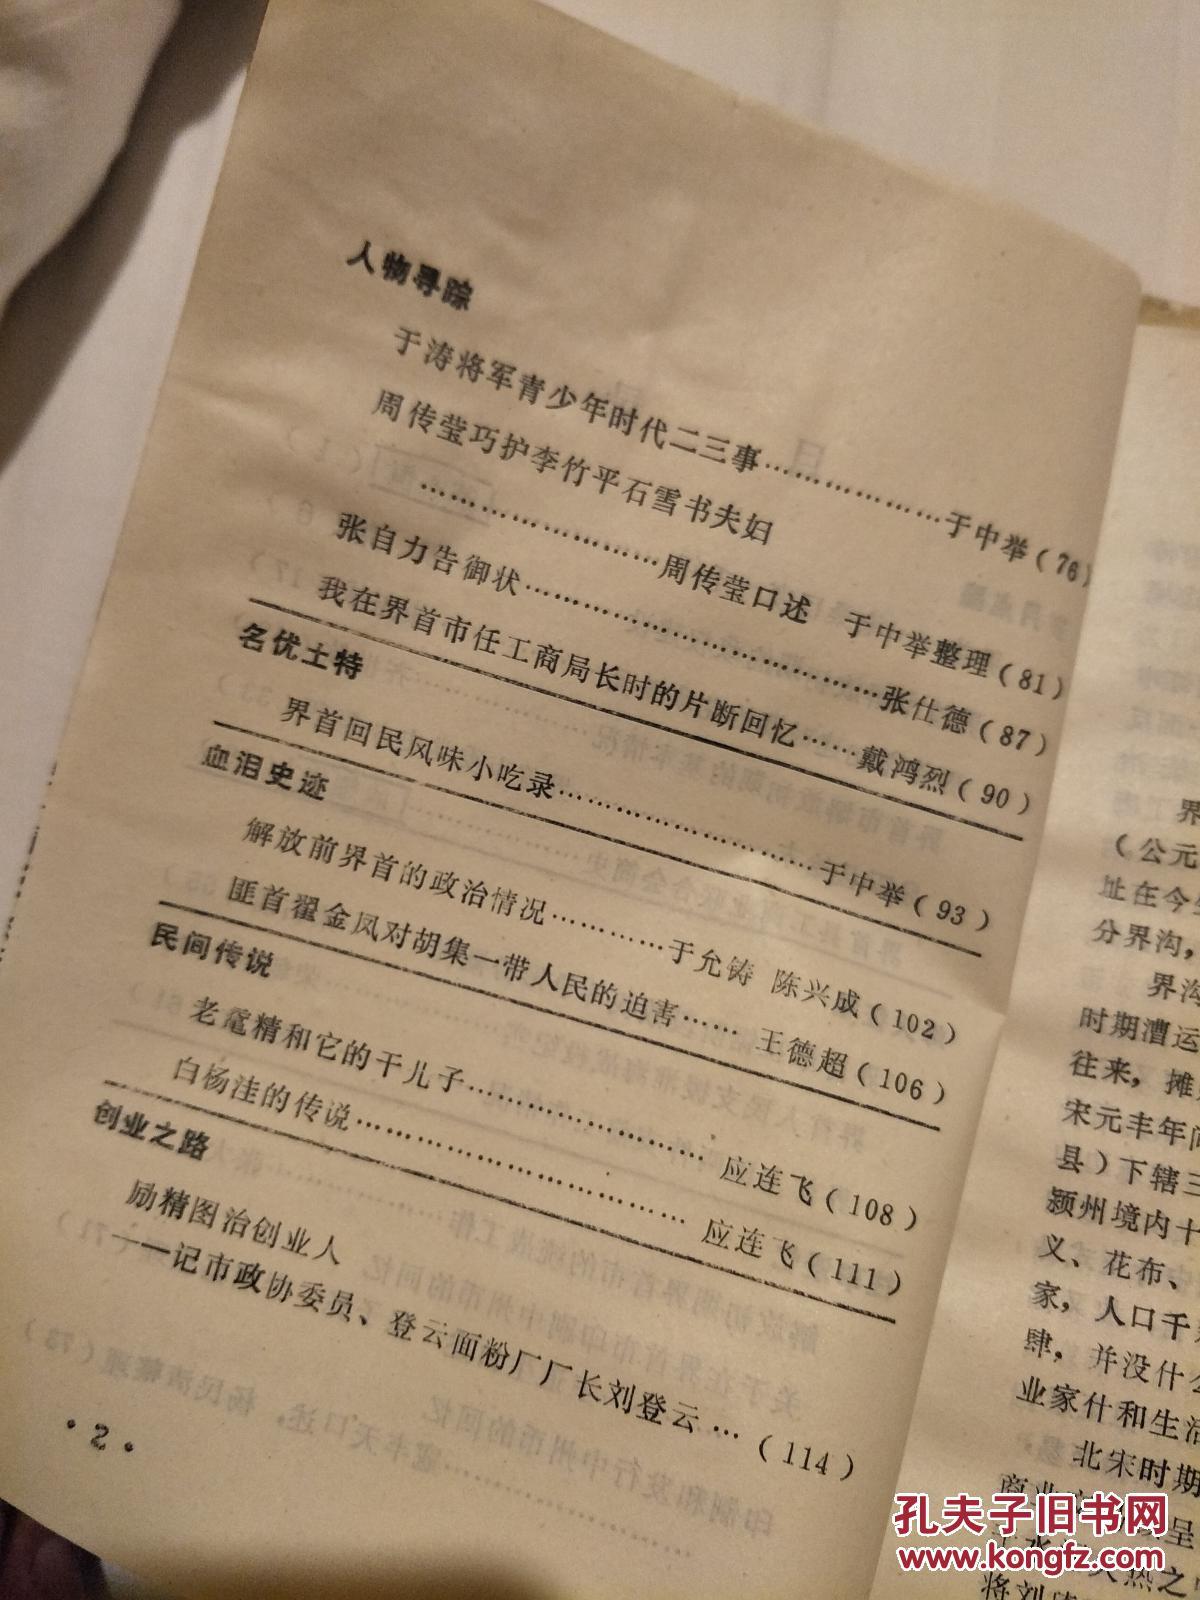 人物寻踪
于涛将军青少年时代二三事………………于中举(76)
周传莹巧护李竹平石雪书夫妇
…………………周传莹口述 于中举整理(81)
张自力告御状…………………………张仕德(87)
我在界首市任工商局长时的片断回忆……戴鸿烈(90)
名优土特
界首回民风味小吃录…………………于中举(93)
血泪史迹
解放前界首的政治情况…………于允铸 陈兴成(102)
匪首翟金凤对胡集一带人民的迫害……王德超(106)
民间传说
老鼋精和它的干儿子…………………应连飞(108)
白杨洼的传说…………………………应连飞(111)
创业之路
励精图治创业人
——记市政协委员、登云面粉厂厂长刘登云…(114)
·2·
界
（公元
址在今
分界沟，
界沟
时期漕运
往来，摊
宋元丰年间
县）下辖三
颍州境内十
义、花布、
家，人口千
肆，并没什么
业家什和生活
北宋时期
孔夫子旧书网
www.kongfz.com